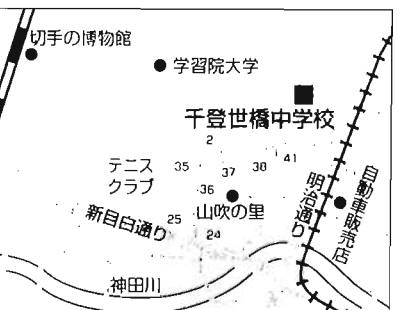 切手の博物館
学習院大学
千登世橋中学校
2
テニス
クラブ
35
37
38
41
36
山吹の里
明治通り
自動車販売店
新目白通り
25
24
神田川